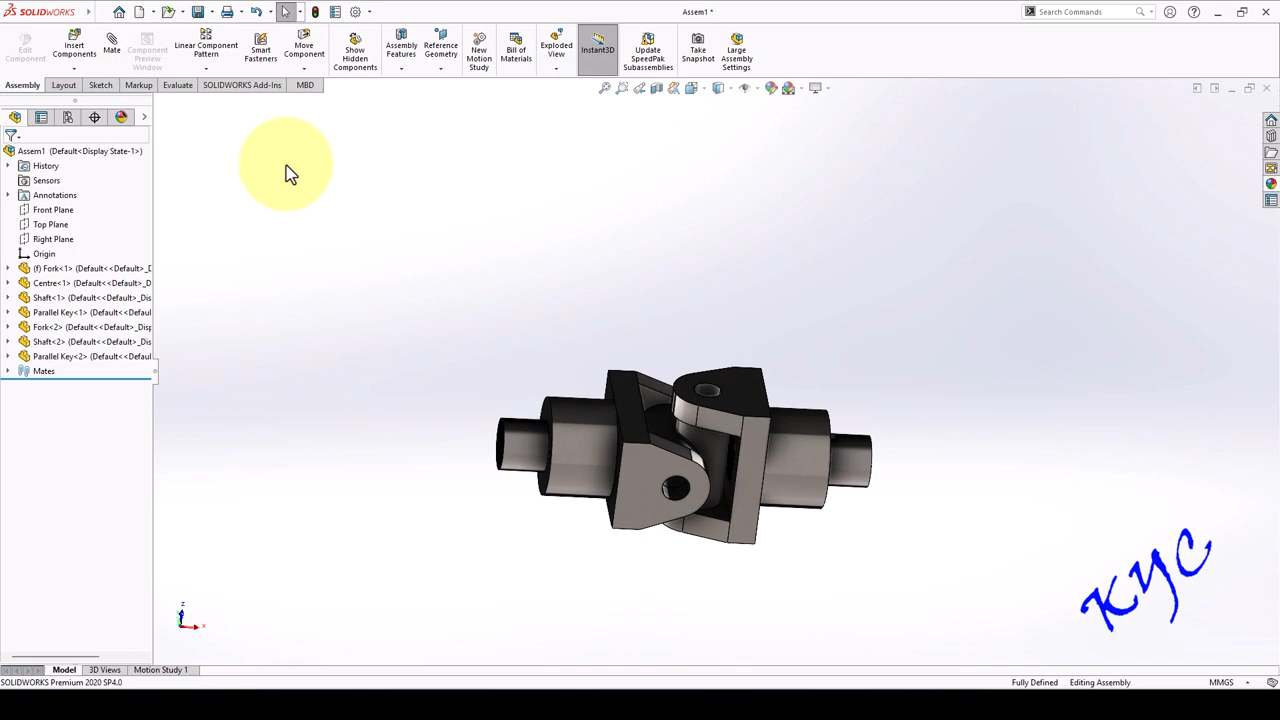 SOLIDWORKS
Assem1 *
Search Commands
Edit Component
Insert Components
Mate
Component Preview Window
Linear Component Pattern
Smart Fasteners
Move Component
Show Hidden Components
Assembly Features
Reference Geometry
New Motion Study
Bill of Materials
Exploded View
Instant3D
Update SpeedPak Subassemblies
Take Snapshot
Large Assembly Settings
Assembly
Layout
Sketch
Markup
Evaluate
SOLIDWORKS Add-Ins
MBD
Assem1 (Default<Display State-1>)
History
Sensors
Annotations
Front Plane
Top Plane
Right Plane
Origin
(f) Fork<1> (Default<<Default>_D
Centre<1> (Default<<Default>_Dis
Shaft<1> (Default<<Default>_Dis
Parallel Key<1> (Default<<Defaul
Fork<2> (Default<<Default>_Disp
Shaft<2> (Default<<Default>_Dis
Parallel Key<2> (Default<<Defaul
Mates
z
x
KYC
Model
3D Views
Motion Study 1
SOLIDWORKS Premium 2020 SP4.0
Fully Defined
Editing Assembly
MMGS